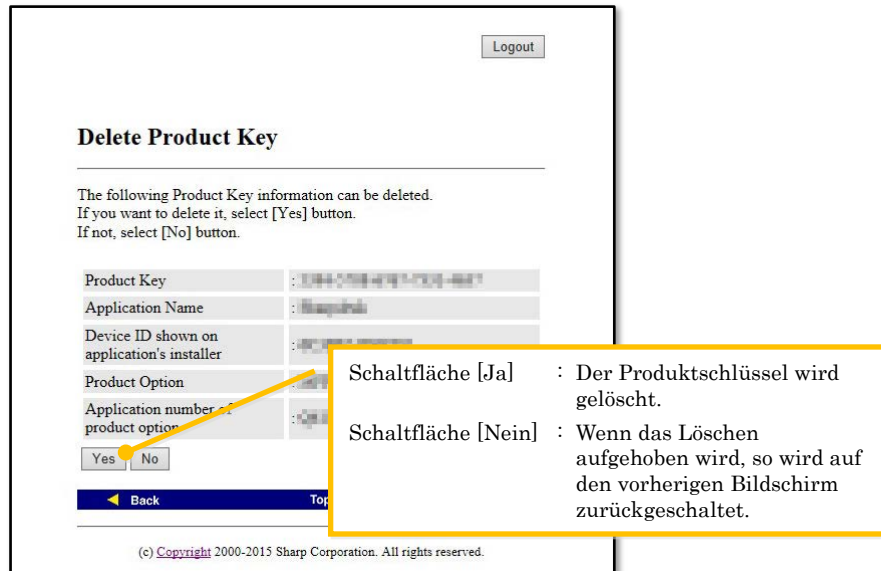 Logout
Delete Product Key
The following Product Key information can be deleted.
If you want to delete it, select [Yes] button.
If not, select [No] button.
Product Key :
Application Name :
Device ID shown on
application's installer :
Product Option :
Application number of
product option :
Yes No
Schaltfläche [Ja] : Der Produktschlüssel wird
gelöscht.
Schaltfläche [Nein] : Wenn das Löschen
aufgehoben wird, so wird auf
den vorherigen Bildschirm
zurückgeschaltet.
Back
(c) Copyright 2000-2015 Sharp Corporation. All rights reserved.